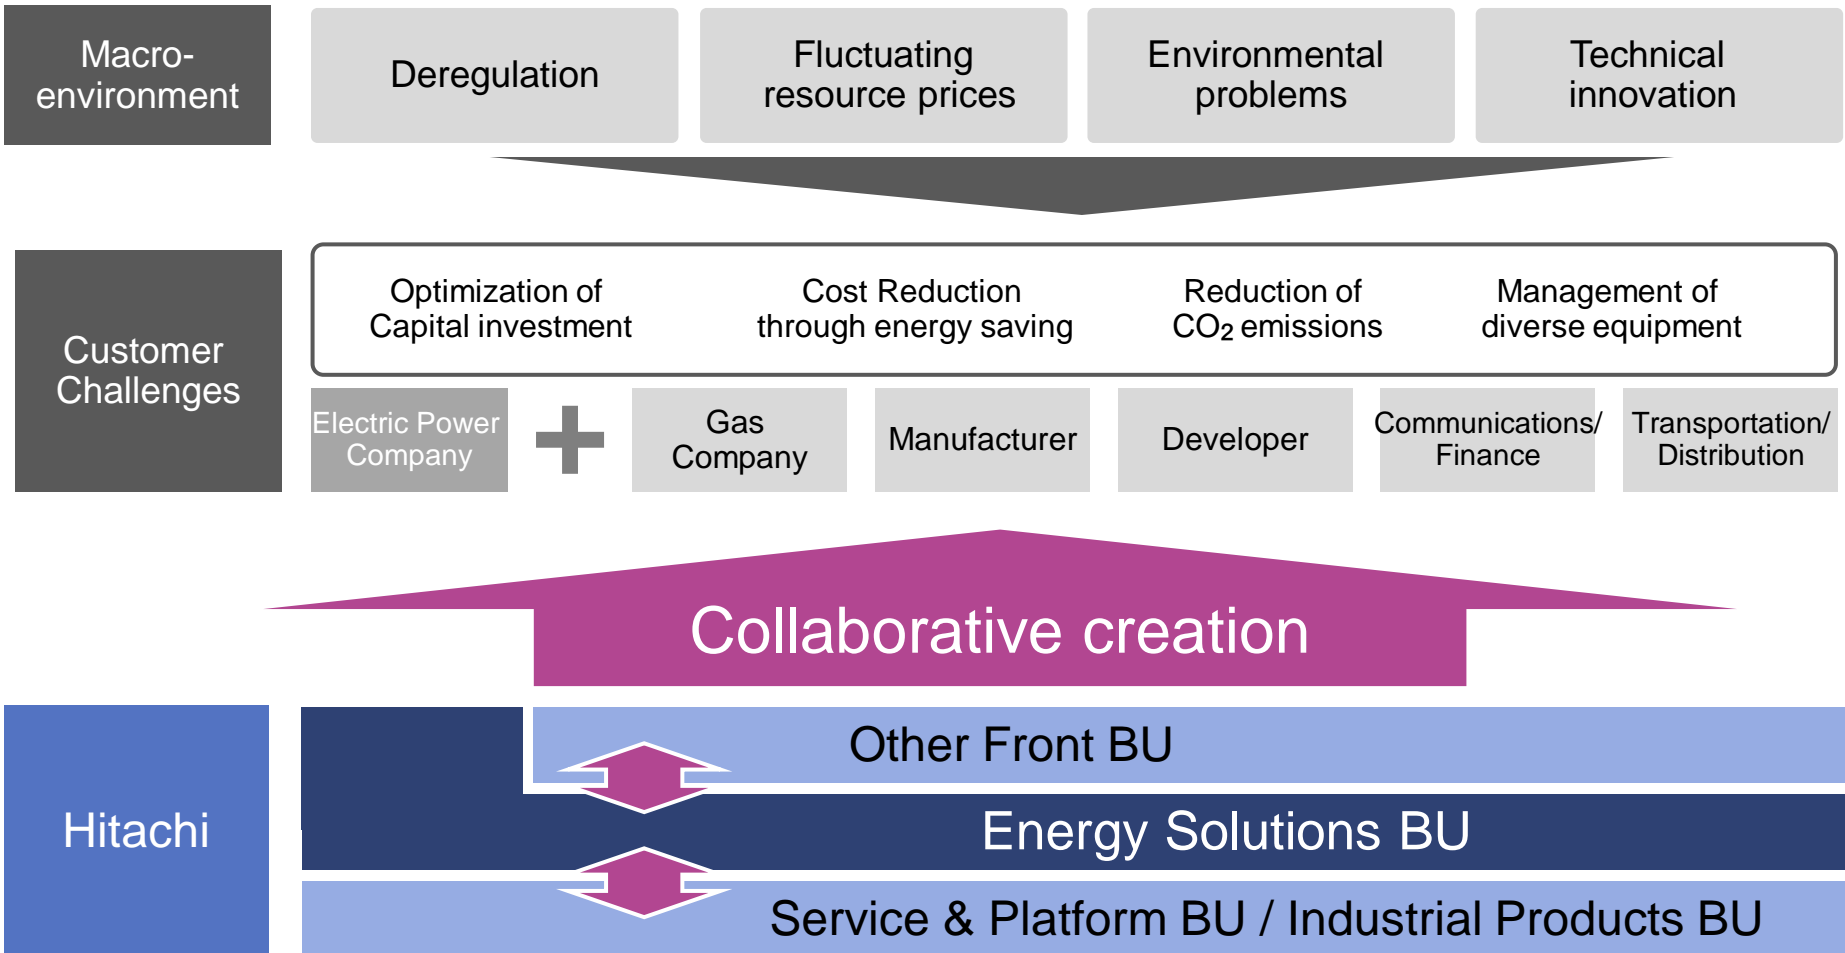 Macro-
environment
Deregulation
Fluctuating
resource prices
Environmental
problems
Technical
innovation
Customer
Challenges
Optimization of
Capital investment
Cost Reduction
through energy saving
Reduction of
CO2 emissions
Management of
diverse equipment
Electric Power
Company
Gas
Company
Manufacturer
Developer
Communications/
Finance
Transportation/
Distribution
Collaborative creation
Hitachi
Other Front BU
Energy Solutions BU
Service & Platform BU / Industrial Products BU